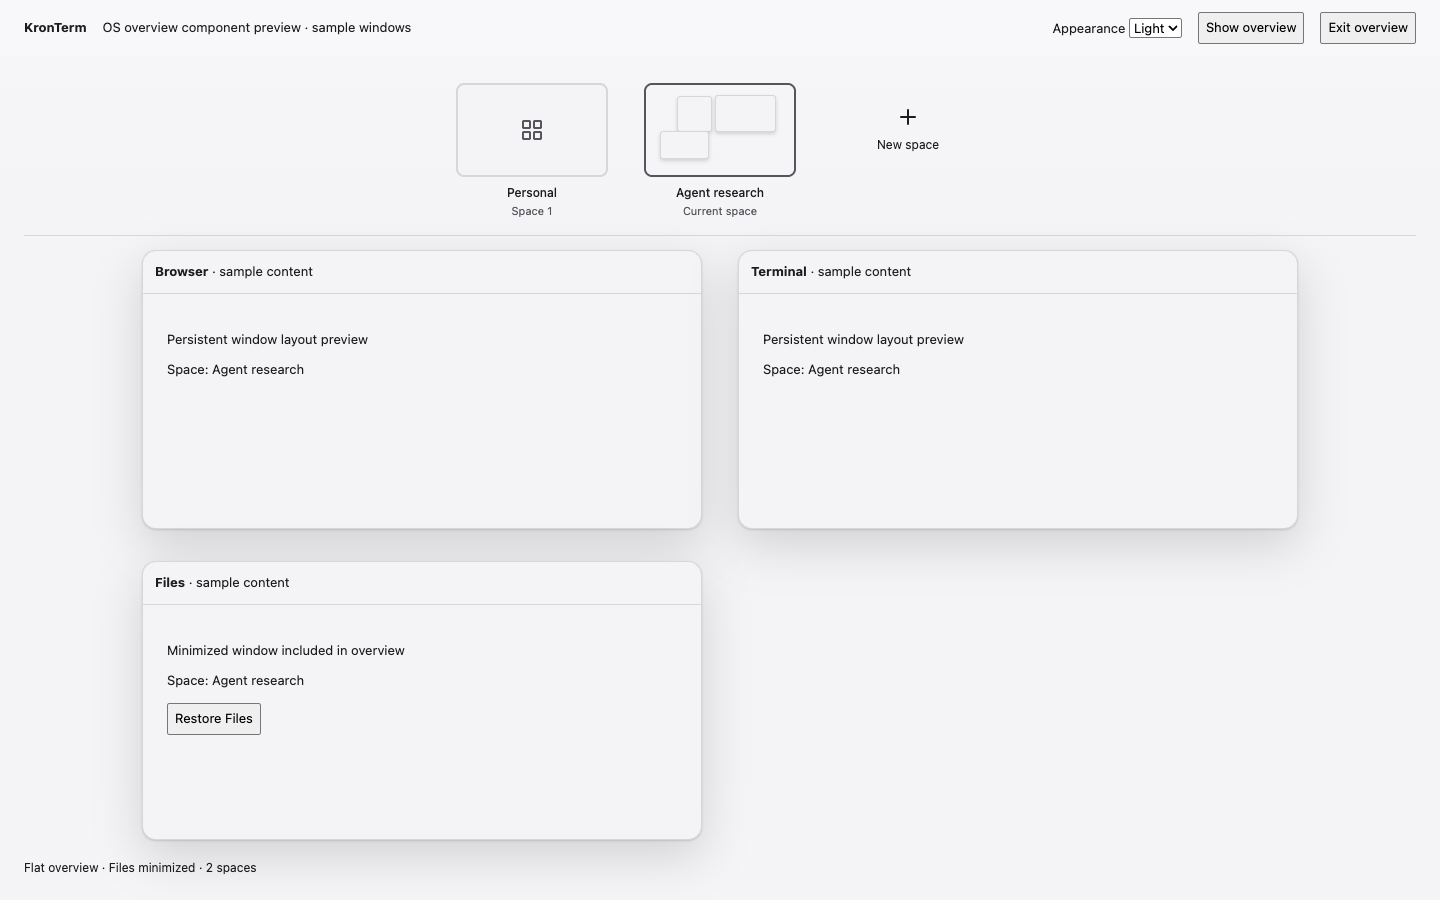 KronTerm OS overview component preview · sample windows Appearance Light Show overview Exit overview
Personal
Space 1
Agent research
Current space
New space
Browser · sample content
Persistent window layout preview
Space: Agent research
Terminal · sample content
Persistent window layout preview
Space: Agent research
Files · sample content
Minimized window included in overview
Space: Agent research
Restore Files
Flat overview · Files minimized · 2 spaces